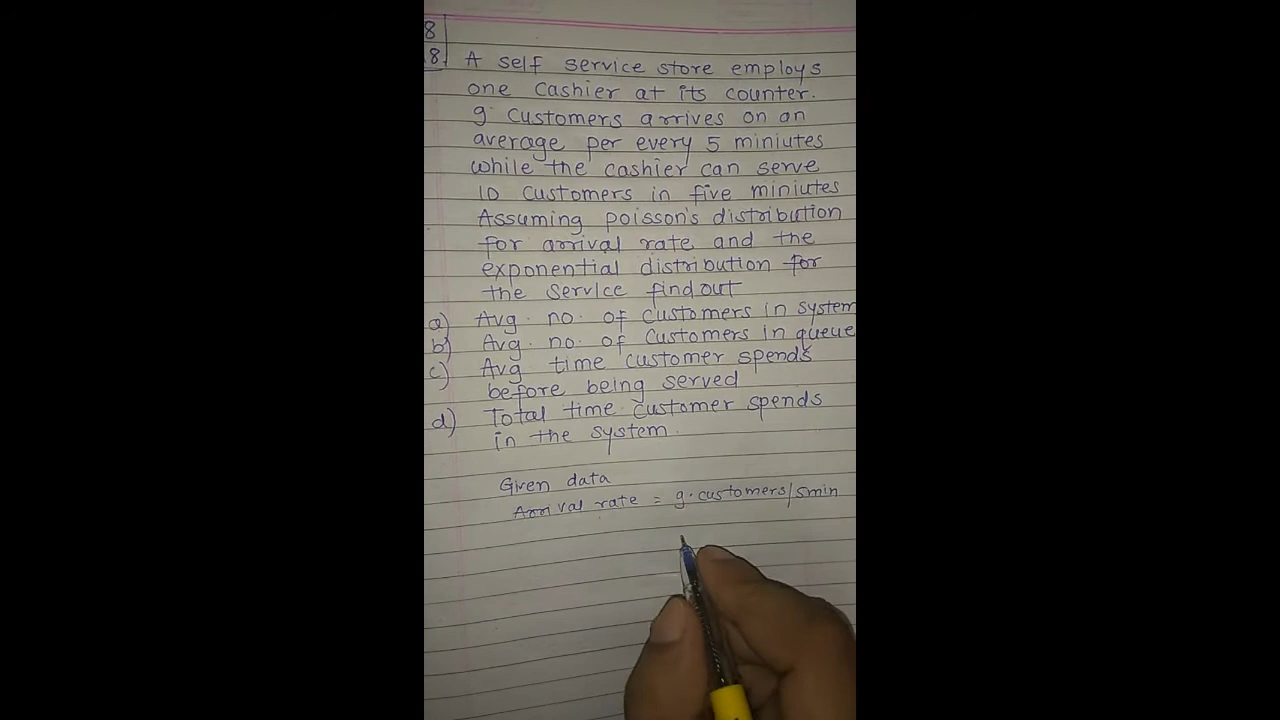 8
8
A self service store employs
one cashier at its counter.
9 customers arrives on an
average per every 5 miniutes
while the cashier can serve
10 customers in five miniutes
Assuming poisson's distribution
for arrival rate and the
exponential distribution for
the service findout
a) Avg. no. of customers in system
b) Avg. no. of customers in queue
c) Avg time customer spends
before being served
d) Total time customer spends
in the system.
Given data
Arrival rate = 9 customers/5min